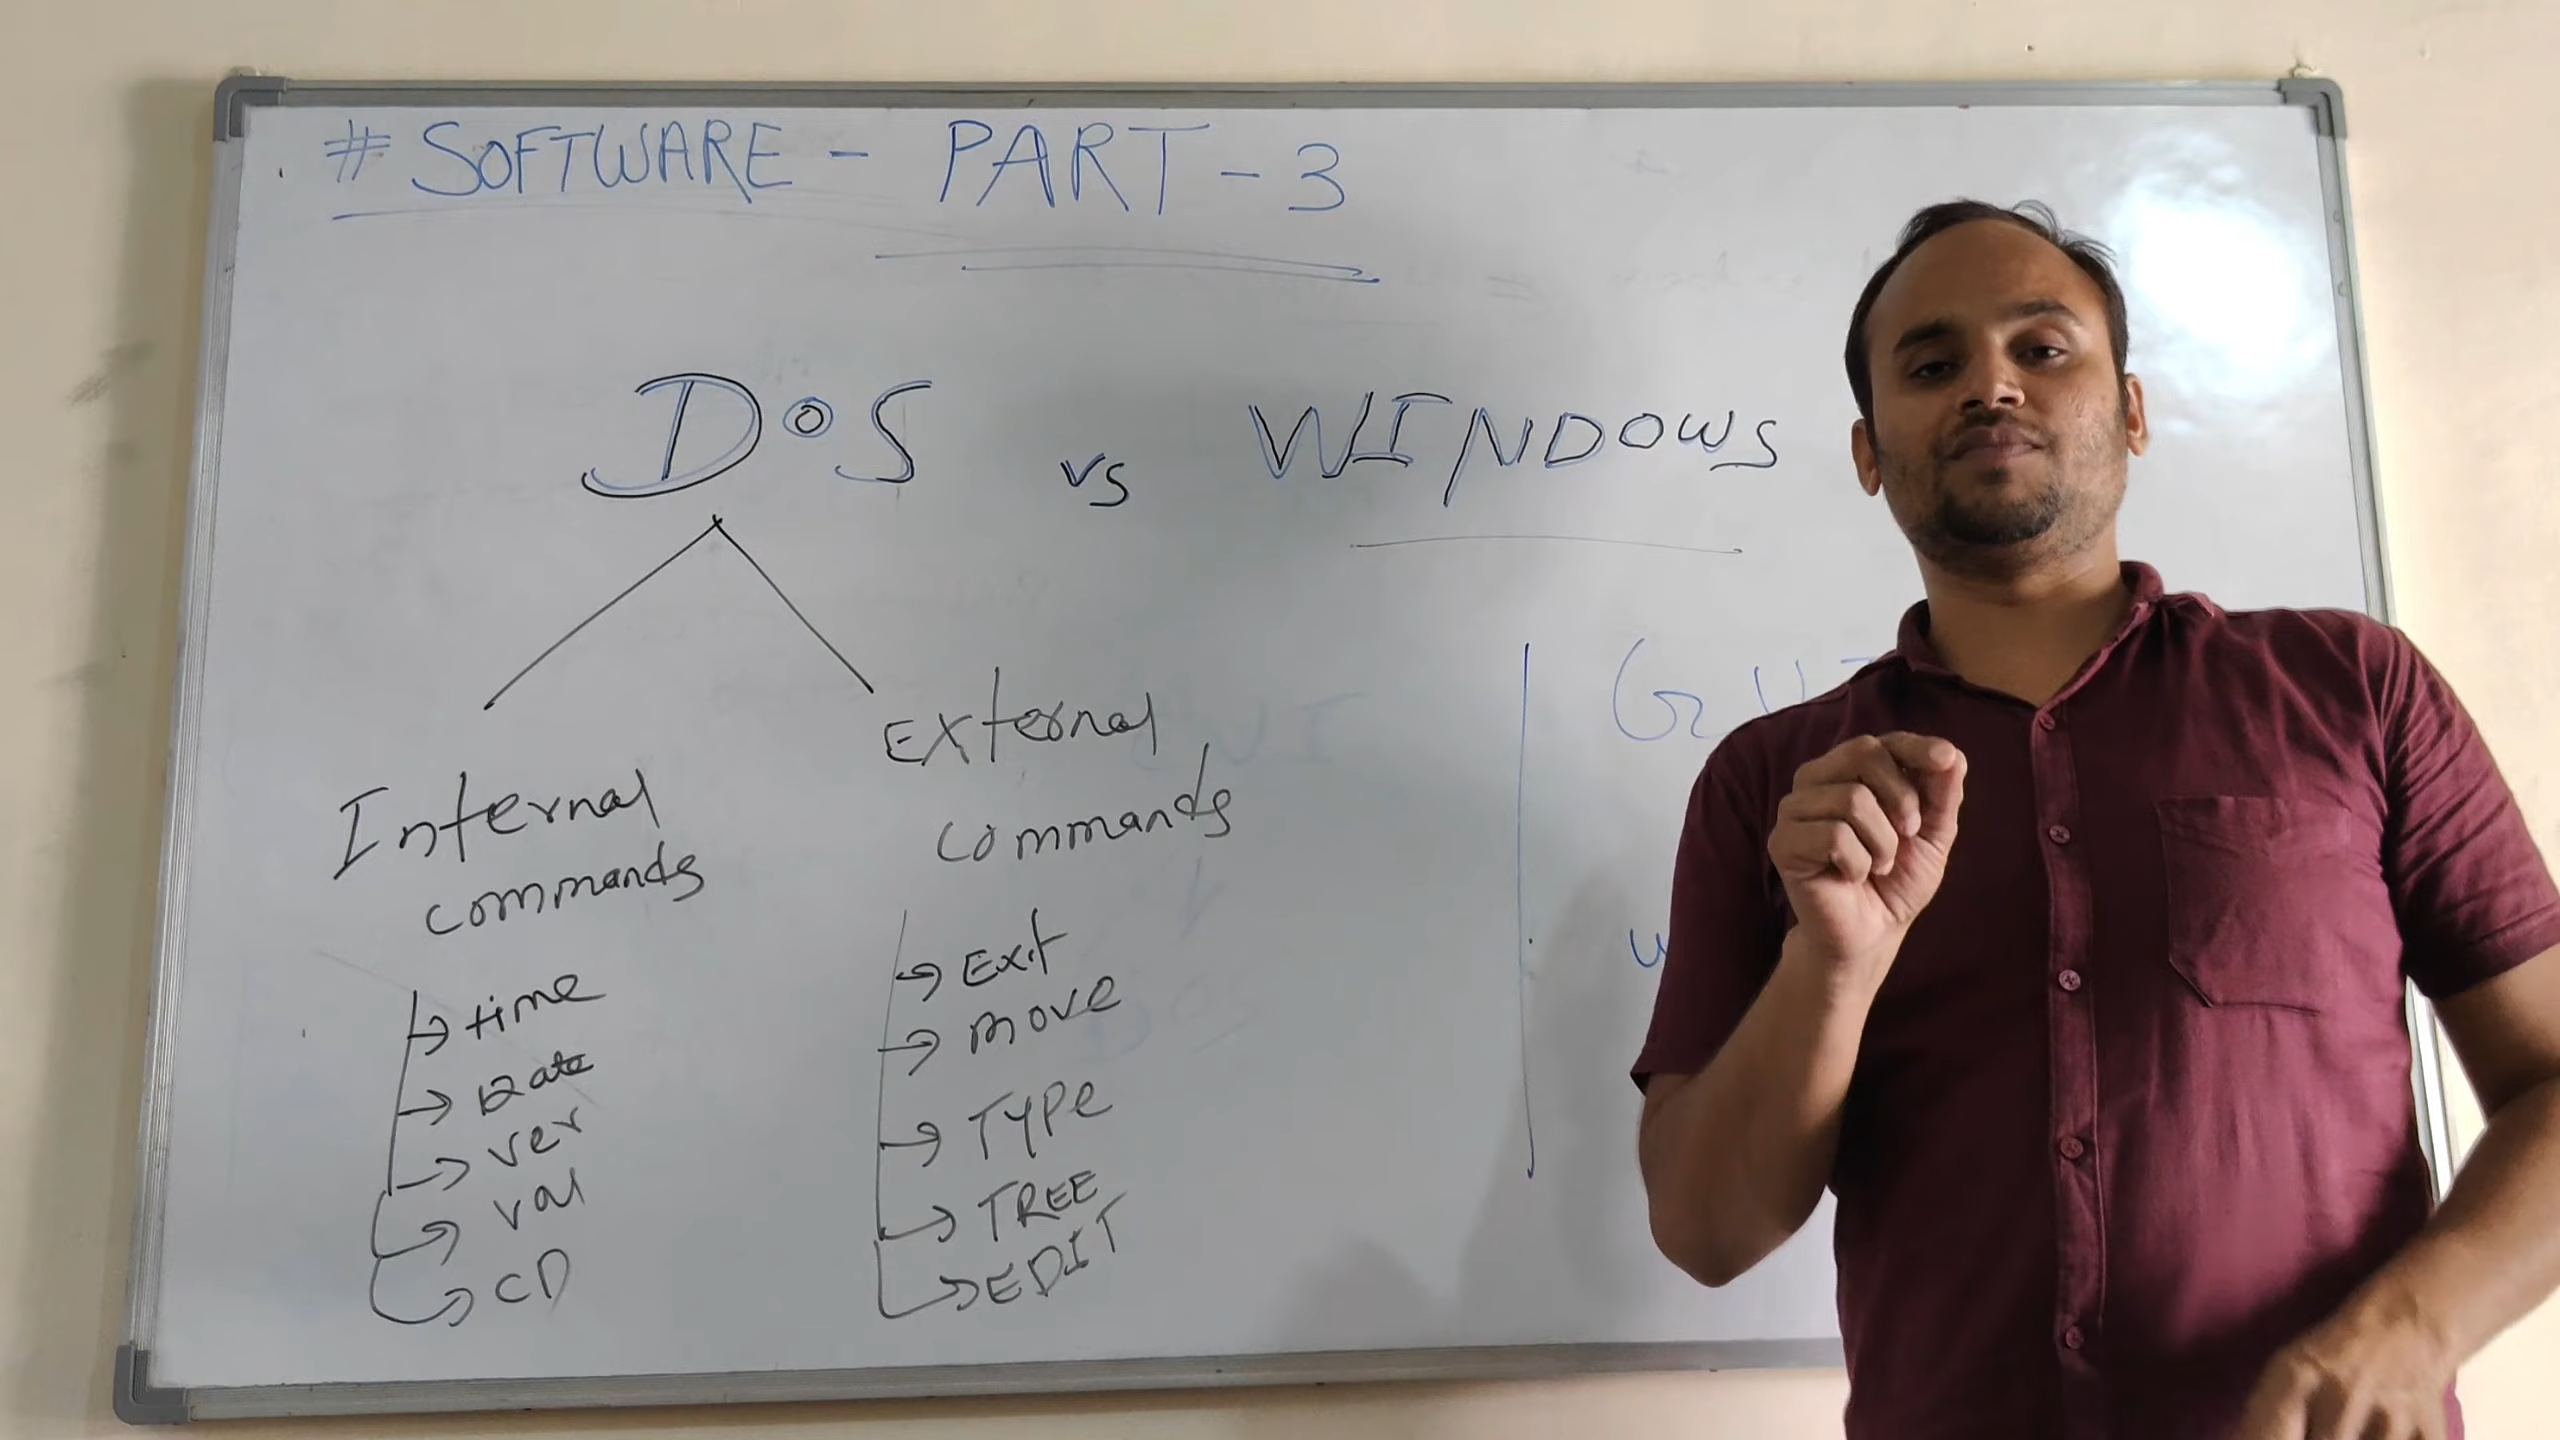 # SOFTWARE - PART - 3
DOS vs WINDOWS
Internal
commands
→ time
→ Date
→ ver
→ vol
→ CD
External
commands
→ Exit
→ move
→ TYPE
→ TREE
→ EDIT
GUI